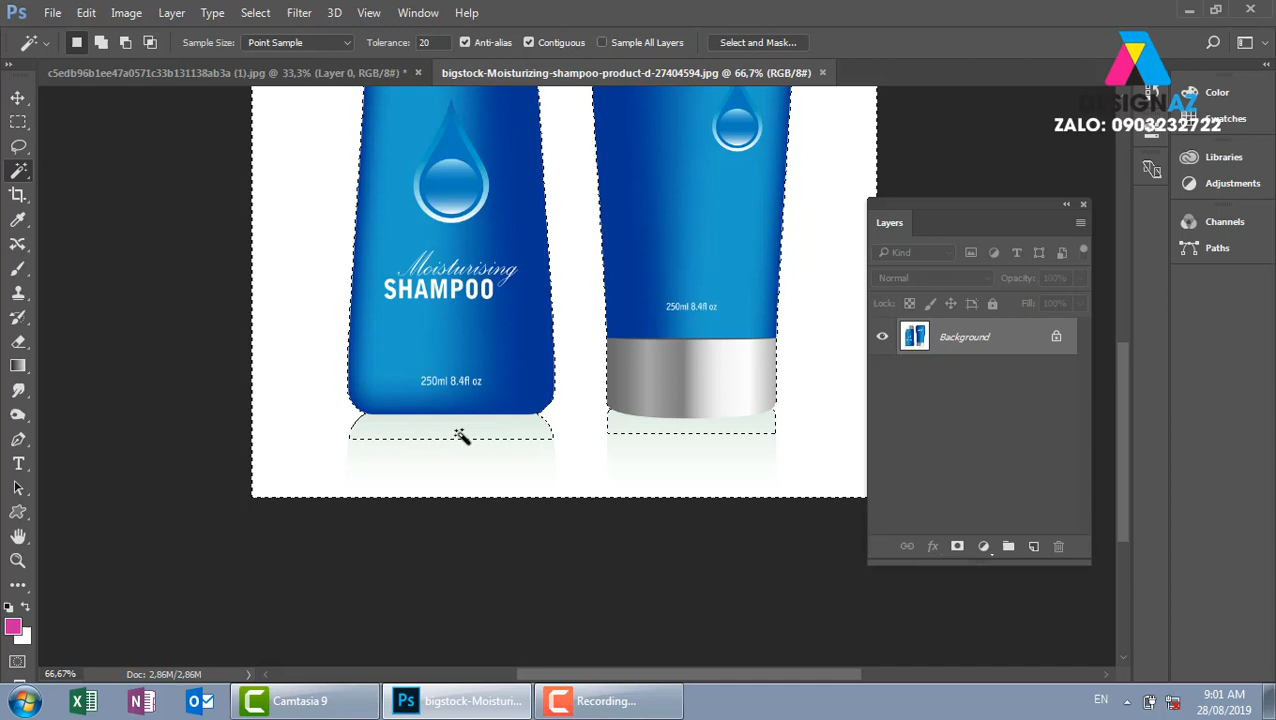 Ps File Edit Image Layer Type Select Filter 3D View Window Help
Sample Size: Point Sample Tolerance: 20 Anti-alias Contiguous Sample All Layers Select and Mask...
c5edb96b1ee47a0571c33b131138ab3a (1).jpg @ 33,3% (Layer 0, RGB/8#) * bigstock-Moisturizing-shampoo-product-d-27404594.jpg @ 66,7% (RGB/8#)
DESIGNAZ
ZALO: 0903232722
Color
Swatches
Libraries
Adjustments
Channels
Paths
Layers
Kind
Normal Opacity: 100%
Lock: Fill: 100%
Background
Moisturising
SHAMPOO
250ml 8.4fl oz
250ml 8.4fl oz
66,67% Doc: 2,86M/2,86M
Camtasia 9
Ps bigstock-Moisturi...
Recording...
EN
9:01 AM
28/08/2019